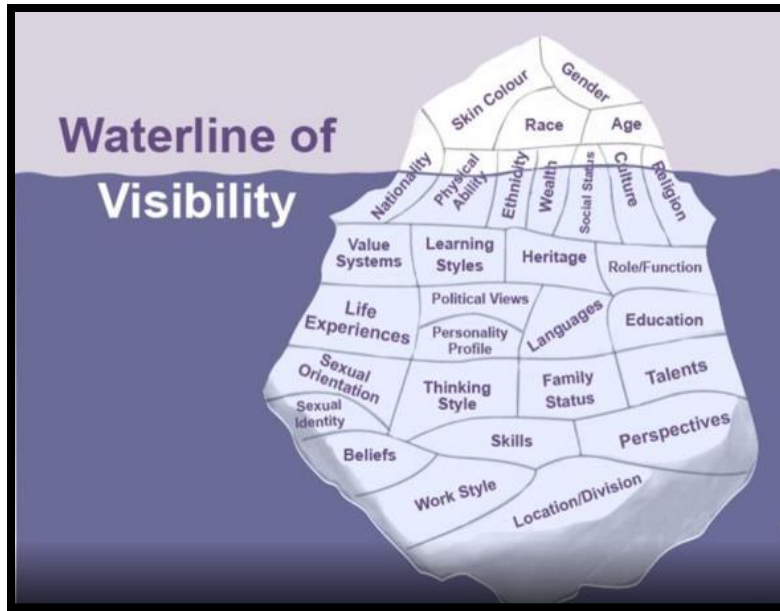 Waterline of
Visibility
Skin Colour
Gender
Race
Age
Nationality
Physical
Ability
Ethnicity
Wealth
Social Status
Culture
Religion
Value
Systems
Learning
Styles
Heritage
Role/Function
Life
Experiences
Political Views
Personality
Profile
Languages
Education
Sexual
Orientation
Thinking
Style
Family
Status
Talents
Sexual
Identity
Beliefs
Skills
Perspectives
Work Style
Location/Division